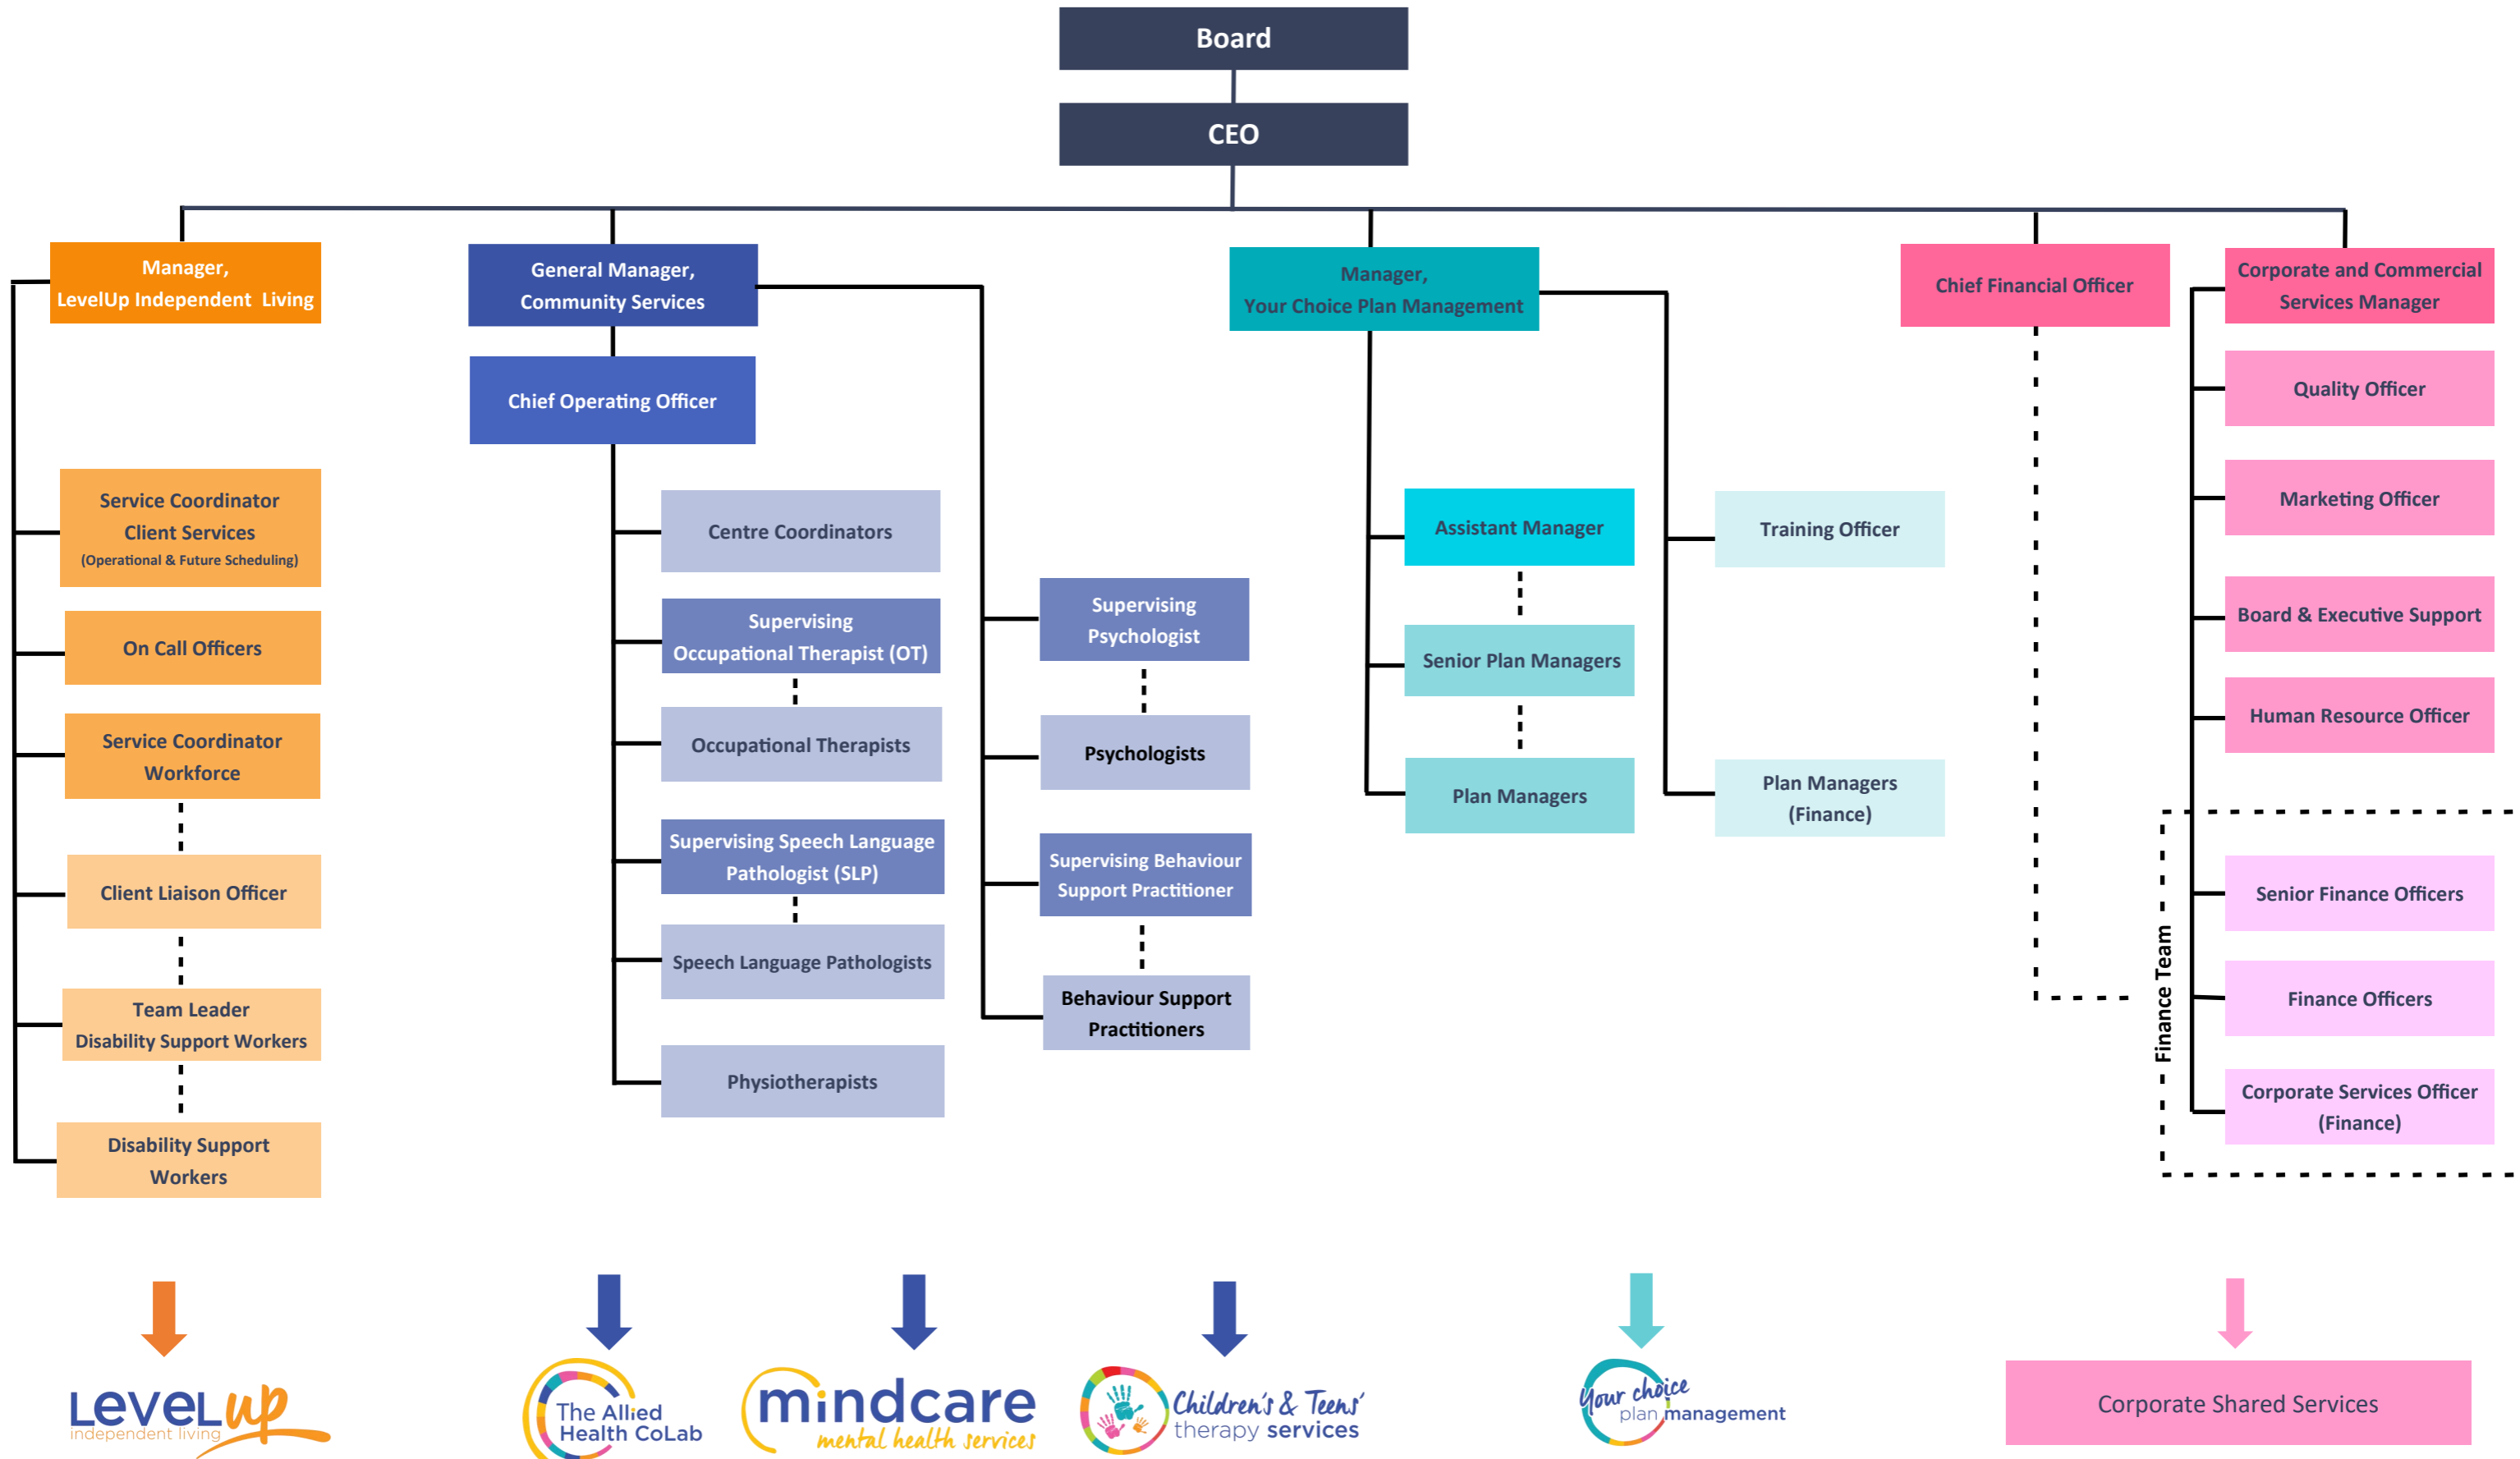 Board
CEO
Manager,
LevelUp Independent Living
Service Coordinator
Client Services
(Operational & Future Scheduling)
On Call Officers
Service Coordinator
Workforce
Client Liaison Officer
Team Leader
Disability Support Workers
Disability Support
Workers
General Manager,
Community Services
Chief Operating Officer
Centre Coordinators
Supervising
Occupational Therapist (OT)
Occupational Therapists
Supervising Speech Language
Pathologist (SLP)
Speech Language Pathologists
Physiotherapists
Supervising
Psychologist
Psychologists
Supervising Behaviour
Support Practitioner
Behaviour Support
Practitioners
Manager,
Your Choice Plan Management
Assistant Manager
Senior Plan Managers
Plan Managers
Training Officer
Plan Managers
(Finance)
Chief Financial Officer
Corporate and Commercial
Services Manager
Quality Officer
Marketing Officer
Board & Executive Support
Human Resource Officer
Finance Team
Senior Finance Officers
Finance Officers
Corporate Services Officer
(Finance)
LeVeLup
independent living
The Allied
Health CoLab
mindcare
mental health services
Children's & Teens'
therapy services
Your choice
plan management
Corporate Shared Services